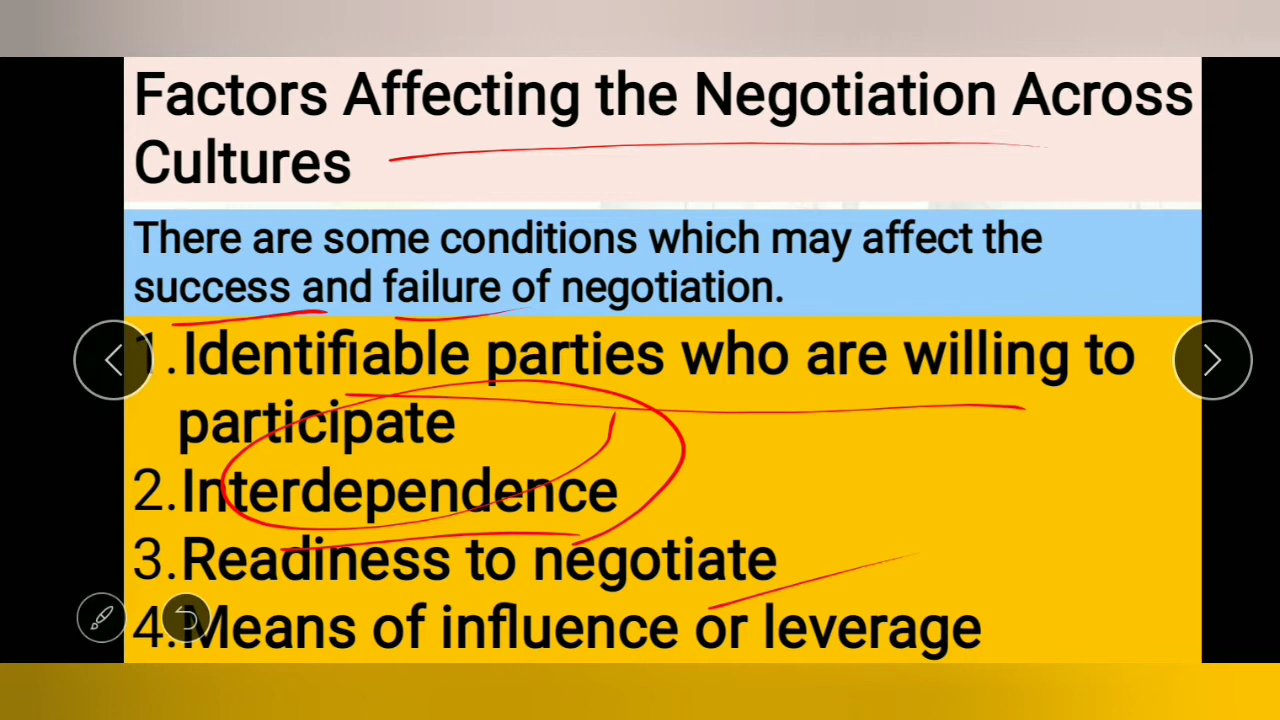 Factors Affecting the Negotiation Across
Cultures
There are some conditions which may affect the
success and failure of negotiation.
1. Identifiable parties who are willing to
participate
2. Interdependence
3. Readiness to negotiate
4. Means of influence or leverage